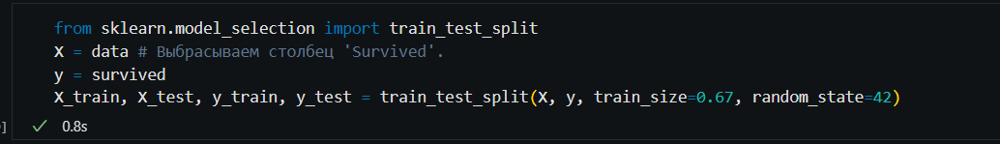 from sklearn.model_selection import train_test_split
X = data # Выбрасываем столбец 'Survived'.
y = survived
X_train, X_test, y_train, y_test = train_test_split(X, y, train_size=0.67, random_state=42)
] ✓ 0.8s